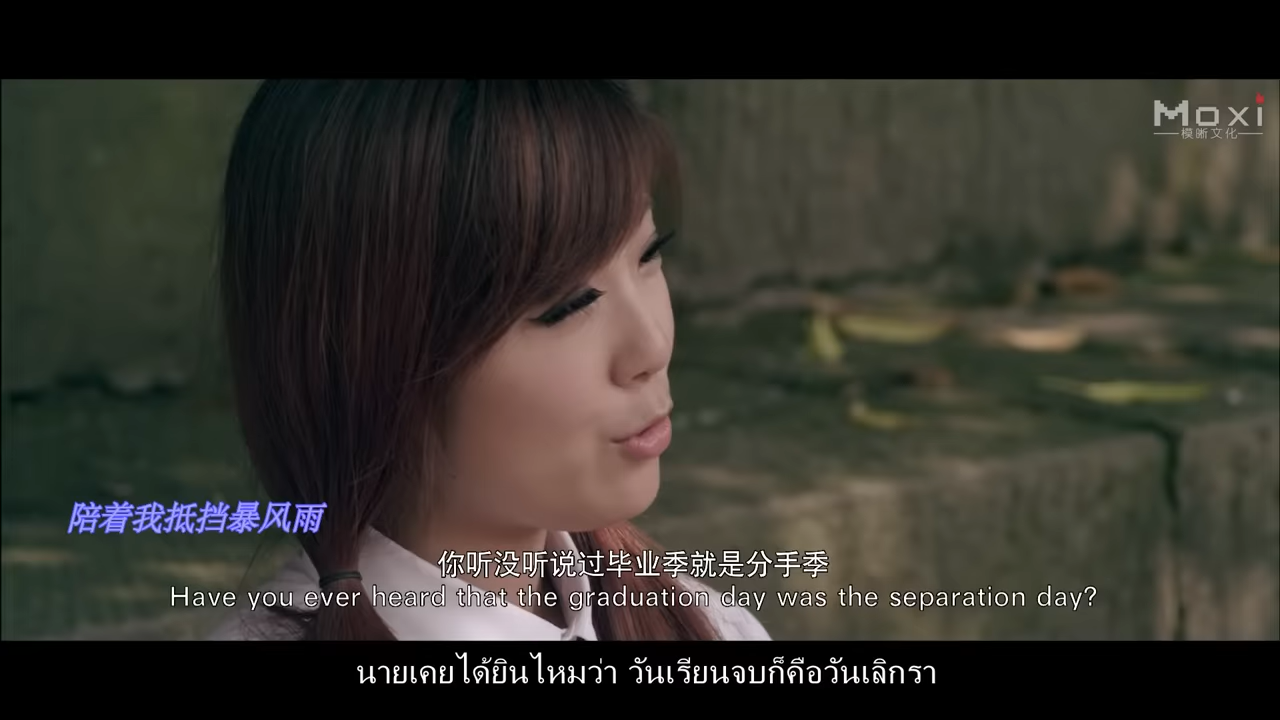 Moxi
模晰文化
陪着我抵挡暴风雨
你听没听说过毕业季就是分手季
Have you ever heard that the graduation day was the separation day?
นายเคยได้ยินไหมว่า วันเรียนจบก็คือวันเลิกรา